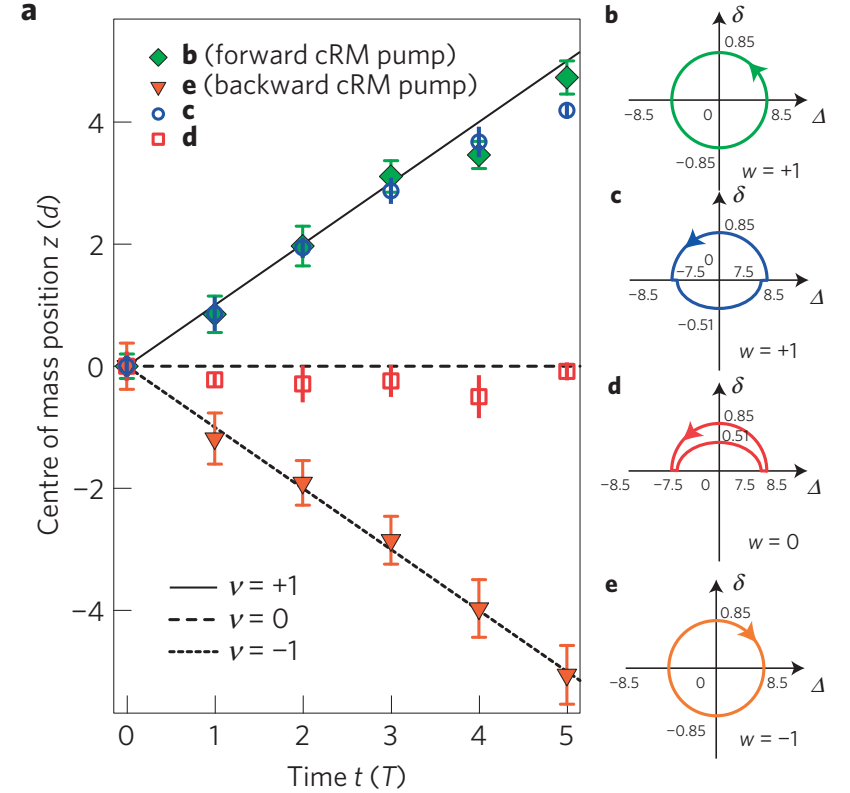 a
b (forward cRM pump)
e (backward cRM pump)
c
d
Centre of mass position z (d)
4
2
0
−2
−4
ν = +1
ν = 0
ν = −1
0 1 2 3 4 5
Time t (T)
b
δ
0.85
−8.5 0 8.5 Δ
−0.85
w = +1
c
δ
0.85
0
−7.5 7.5
−8.5 8.5 Δ
−0.51
w = +1
d
δ
0.85
0.51
−8.5 −7.5 0 7.5 8.5 Δ
w = 0
e
δ
0.85
−8.5 0 8.5 Δ
−0.85
w = −1